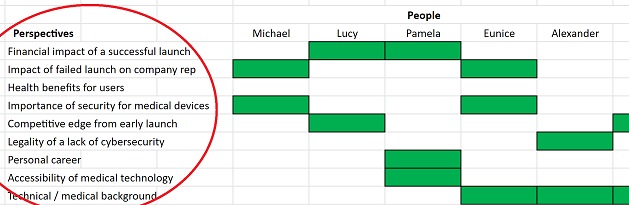 People
Perspectives Michael Lucy Pamela Eunice Alexander
Financial impact of a successful launch
Impact of failed launch on company rep
Health benefits for users
Importance of security for medical devices
Competitive edge from early launch
Legality of a lack of cybersecurity
Personal career
Accessibility of medical technology
Technical / medical background